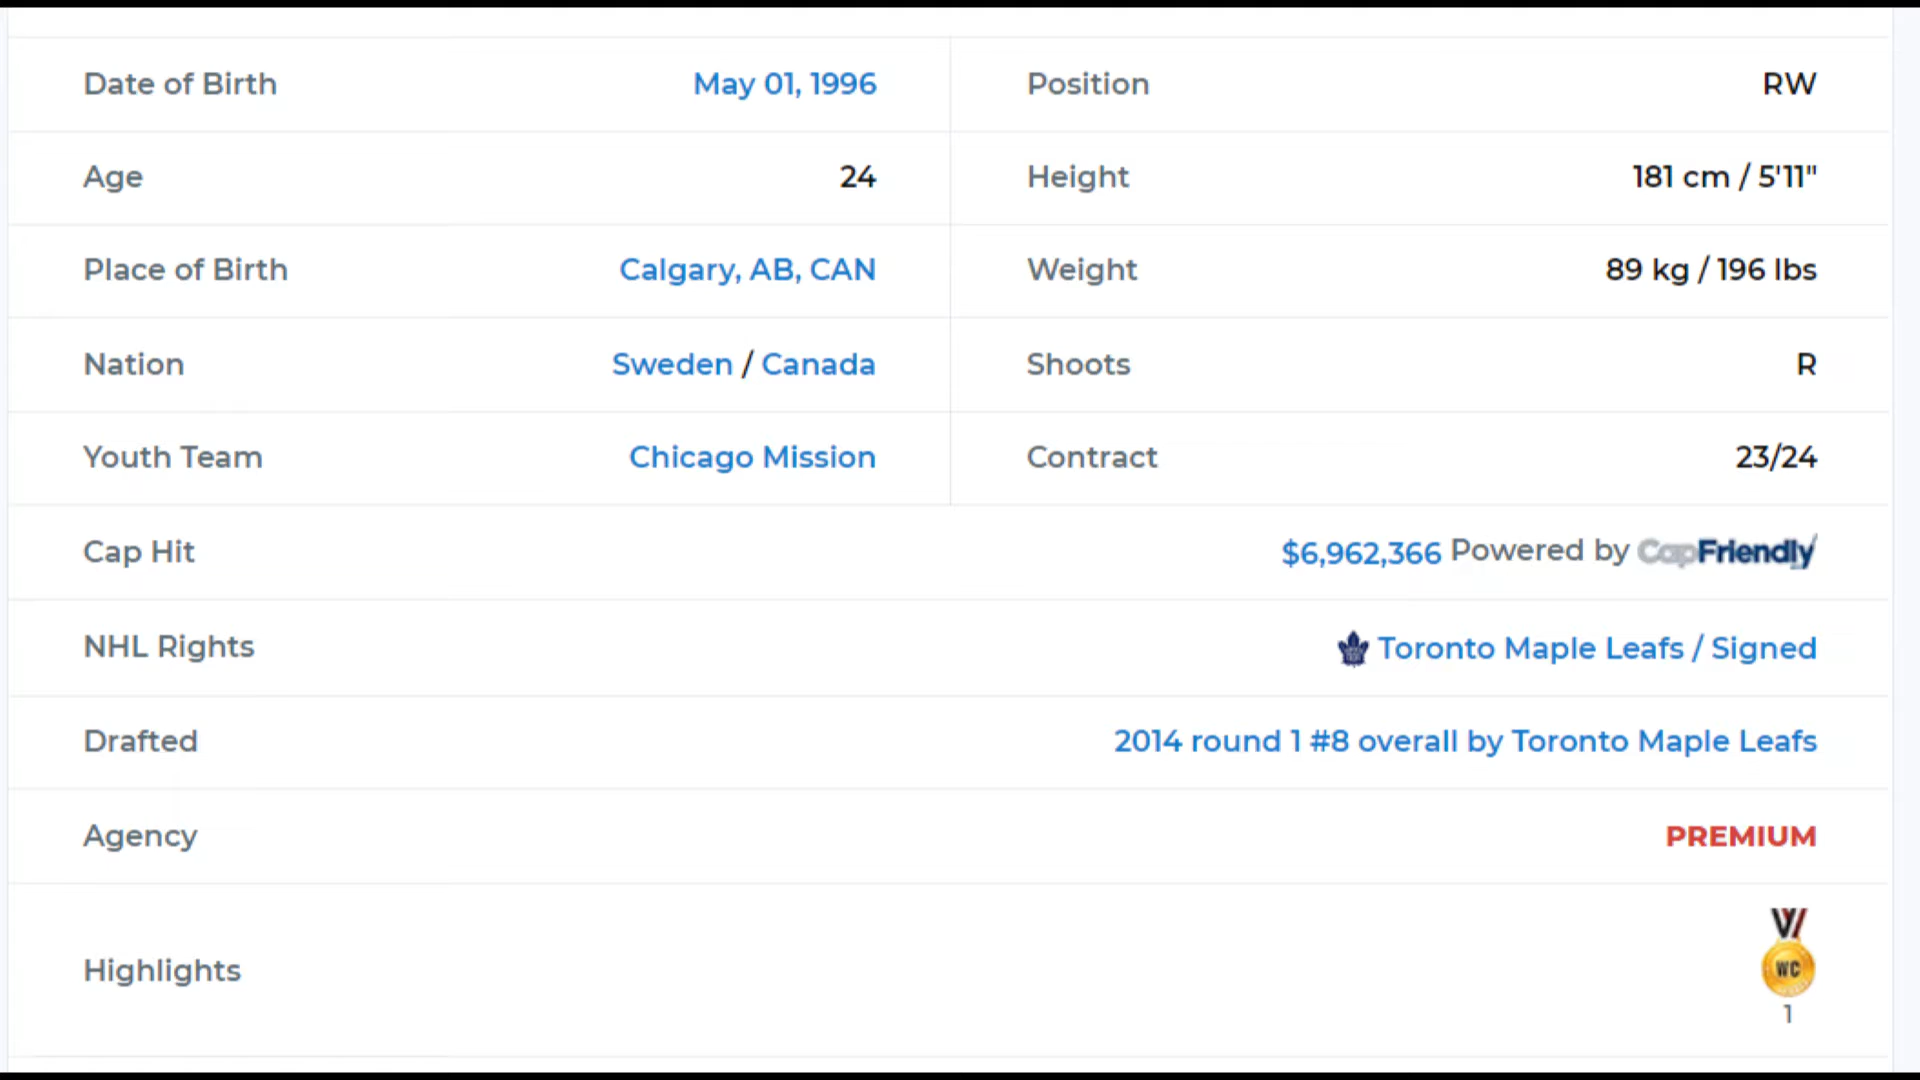 Date of Birth May 01, 1996 Position RW
Age 24 Height 181 cm / 5'11"
Place of Birth Calgary, AB, CAN Weight 89 kg / 196 lbs
Nation Sweden / Canada Shoots R
Youth Team Chicago Mission Contract 23/24
Cap Hit $6,962,366 Powered by CapFriendly
NHL Rights Toronto Maple Leafs / Signed
Drafted 2014 round 1 #8 overall by Toronto Maple Leafs
Agency PREMIUM
Highlights WC
1